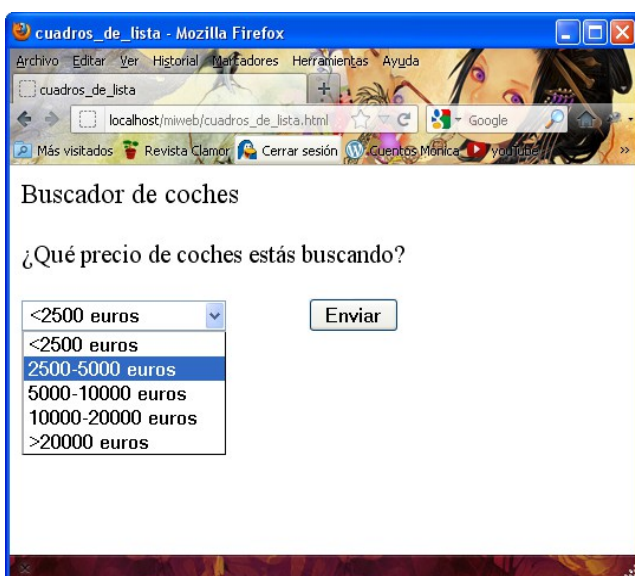 cuadros_de_lista - Mozilla Firefox
Archivo Editar Ver Historial Marcadores Herramientas Ayuda
cuadros_de_lista
localhost/miweb/cuadros_de_lista.html
Google
Más visitados Revista Clamor Cerrar sesión Cuentos Mónica youtube »
Buscador de coches
¿Qué precio de coches estás buscando?
<2500 euros Enviar
<2500 euros
2500-5000 euros
5000-10000 euros
10000-20000 euros
>20000 euros